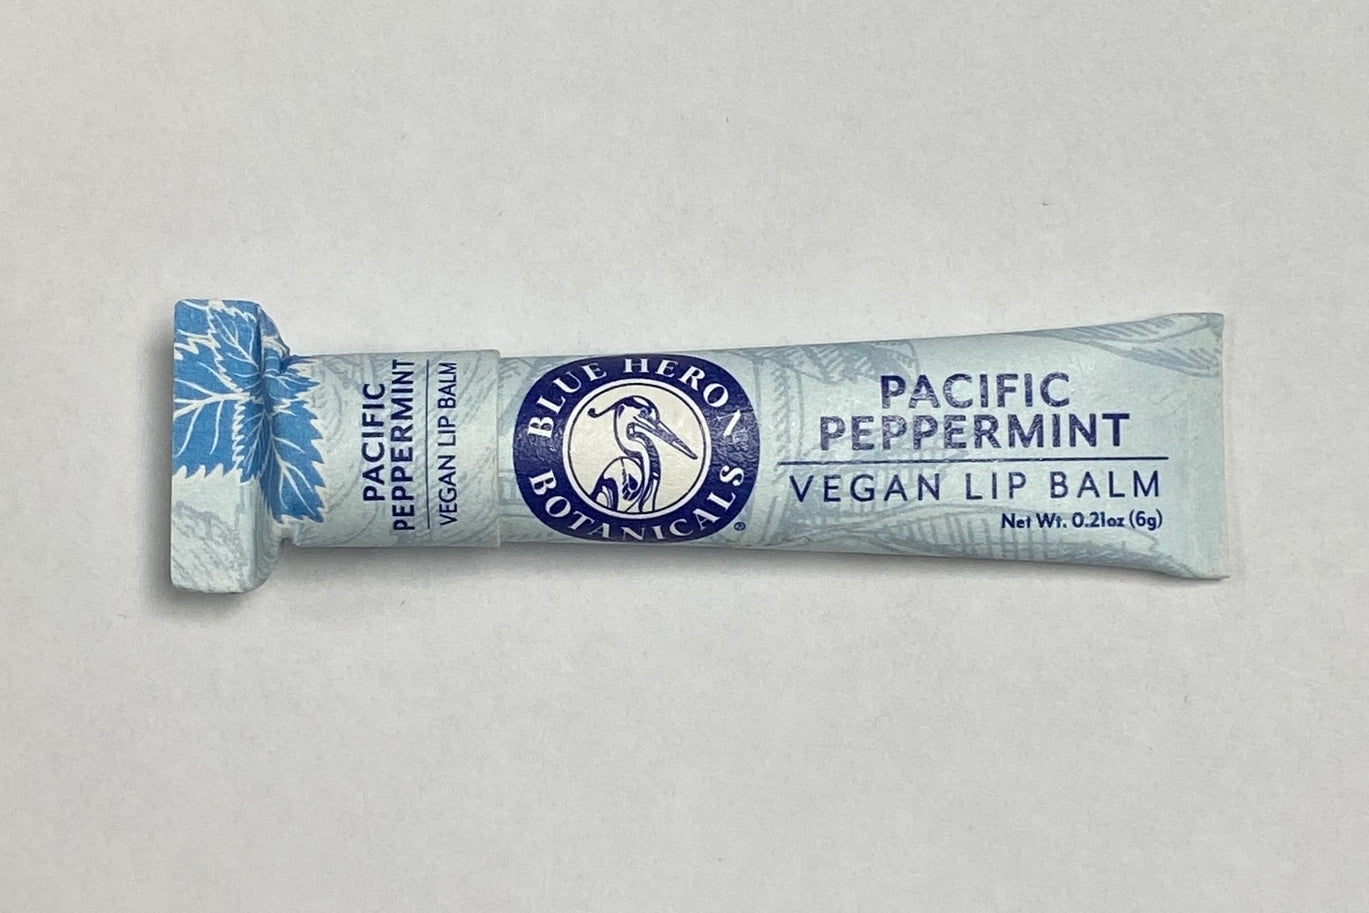 PACIFIC
PEPPERMINT
VEGAN LIP BALM
BLUE HERON
BOTANICALS®
PACIFIC
PEPPERMINT
VEGAN LIP BALM
Net Wt. 0.21oz (6g)